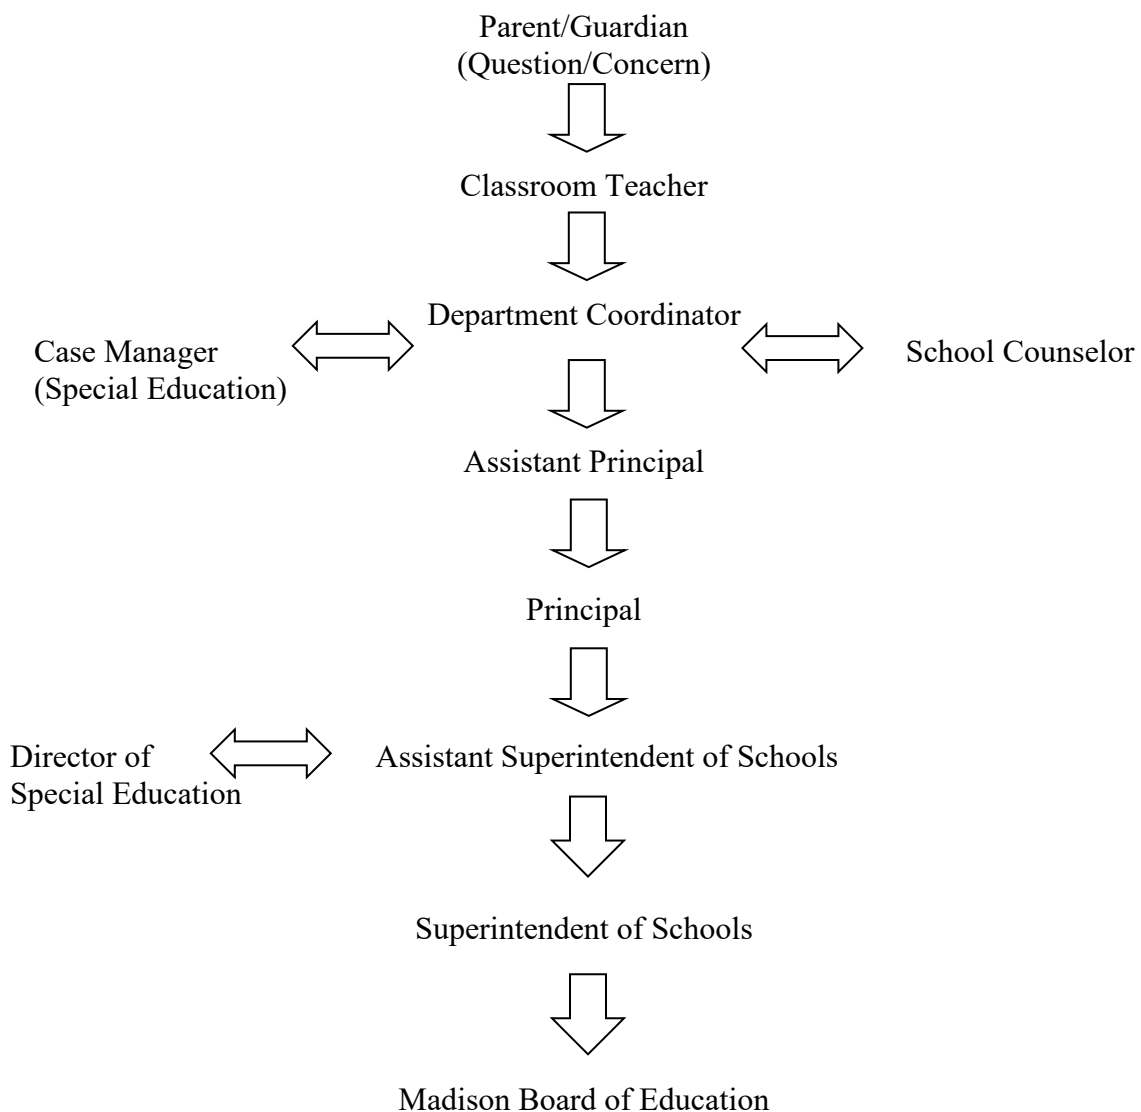 Parent/Guardian
(Question/Concern)
Classroom Teacher
Department Coordinator
Case Manager
(Special Education)
School Counselor
Assistant Principal
Principal
Director of
Special Education
Assistant Superintendent of Schools
Superintendent of Schools
Madison Board of Education